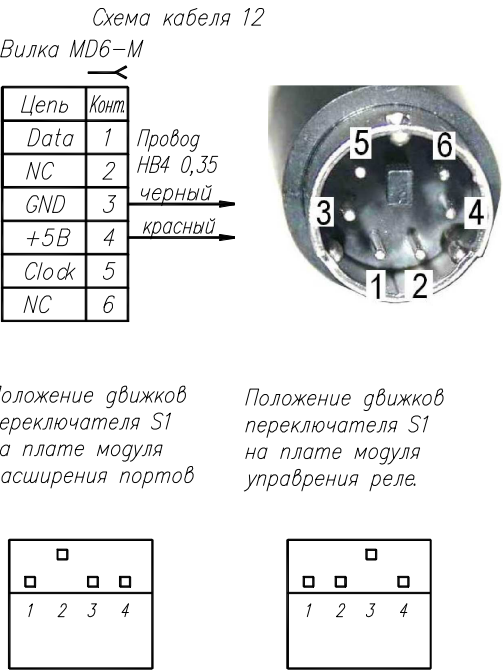 Схема кабеля 12
Вилка MD6-M
Цепь Конт.
Data 1
NC 2
GND 3
+5В 4
Clock 5
NC 6
Провод
НВ4 0,35
черный
красный
5 6
3 4
1 2
Положение движков
переключателя S1
на плате модуля
расширения портов
Положение движков
переключателя S1
на плате модуля
управрения реле.
1 2 3 4
1 2 3 4